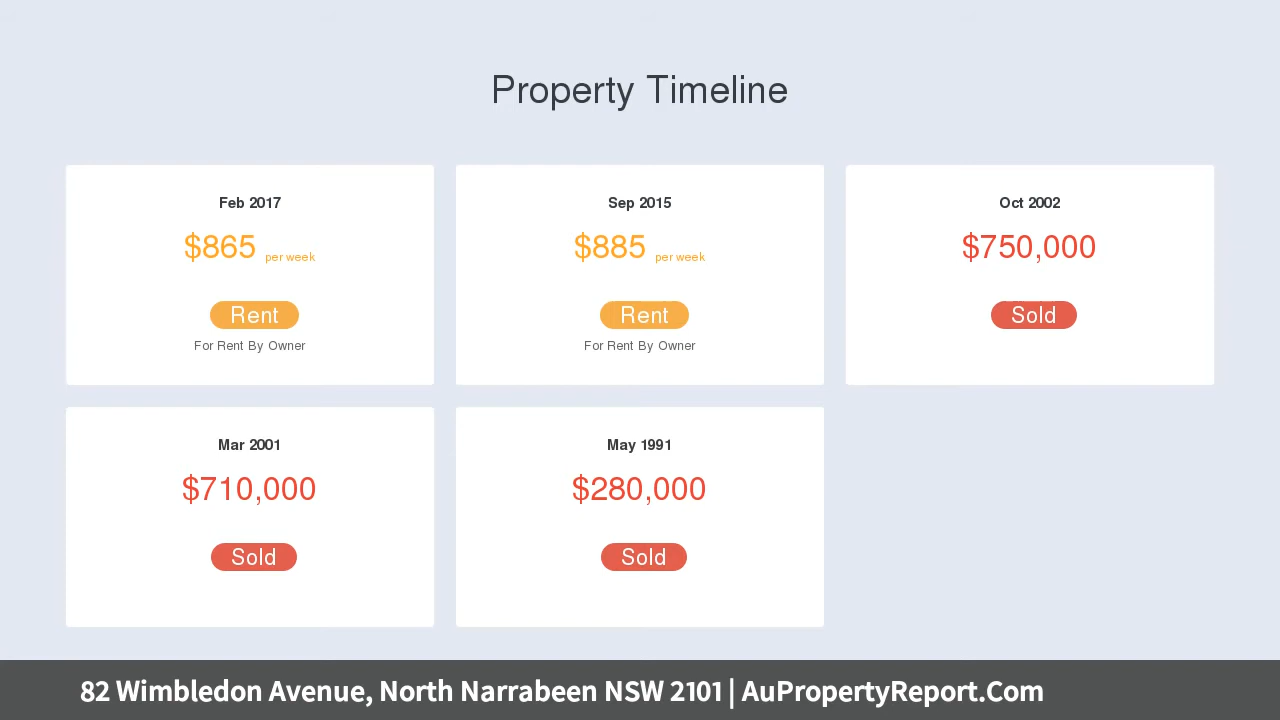 Property Timeline
Feb 2017
$865 per week
Rent
For Rent By Owner
Sep 2015
$885 per week
Rent
For Rent By Owner
Oct 2002
$750,000
Sold
Mar 2001
$710,000
Sold
May 1991
$280,000
Sold
82 Wimbledon Avenue, North Narrabeen NSW 2101 | AuPropertyReport.Com